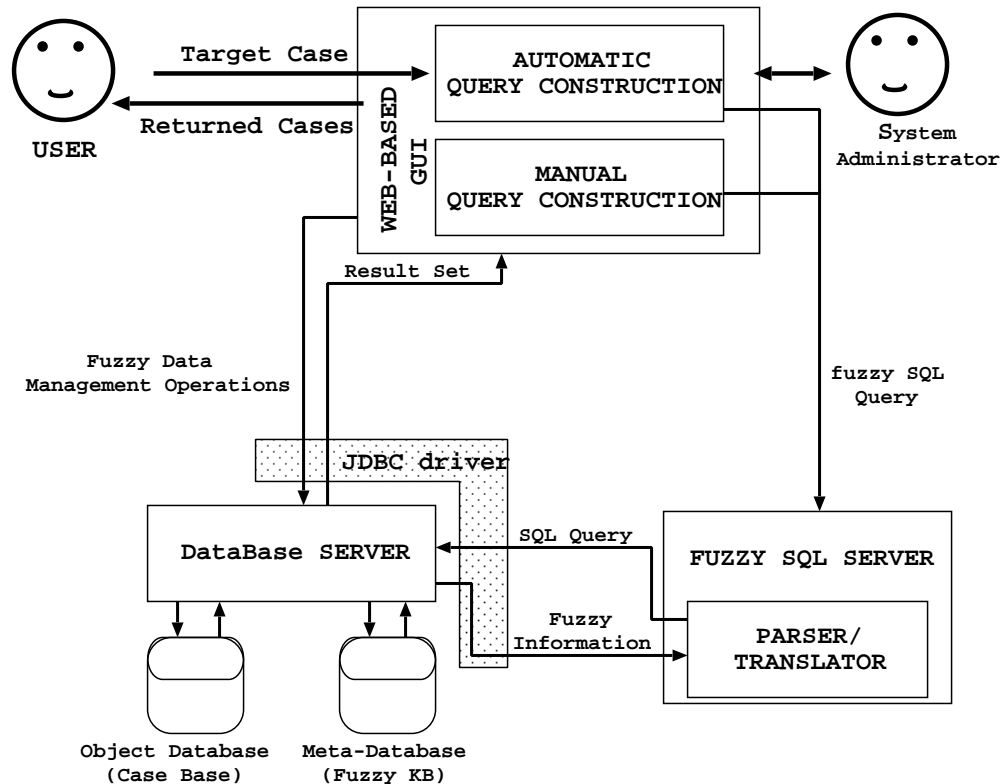 Target Case
Returned Cases
USER
WEB-BASED
GUI
AUTOMATIC
QUERY CONSTRUCTION
MANUAL
QUERY CONSTRUCTION
System
Administrator
Result Set
Fuzzy Data
Management Operations
fuzzy SQL
Query
JDBC driver
DataBase SERVER
SQL Query
FUZZY SQL SERVER
Fuzzy
Information
PARSER/
TRANSLATOR
Object Database
(Case Base)
Meta-Database
(Fuzzy KB)